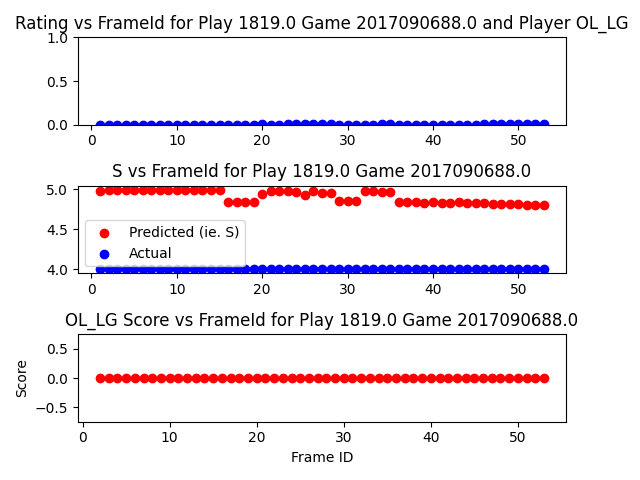 Rating vs FrameId for Play 1819.0 Game 2017090688.0 and Player OL_LG
1.0
0.5
0.0
0 10 20 30 40 50
S vs FrameId for Play 1819.0 Game 2017090688.0
5.0
4.5
4.0
Predicted (ie. S)
Actual
0 10 20 30 40 50
OL_LG Score vs FrameId for Play 1819.0 Game 2017090688.0
Score
0.5
0.0
−0.5
0 10 20 30 40 50
Frame ID